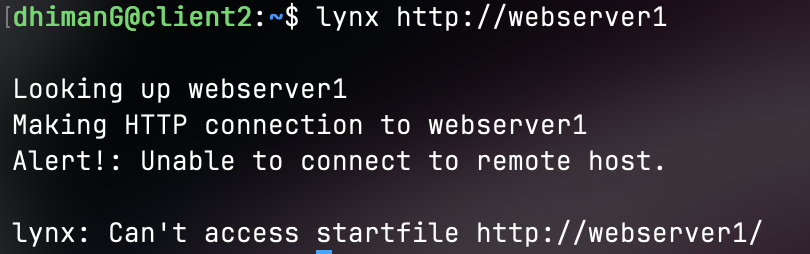 [dhimanG@client2:~$ lynx http://webserver1
Looking up webserver1
Making HTTP connection to webserver1
Alert!: Unable to connect to remote host.
lynx: Can't access startfile http://webserver1/